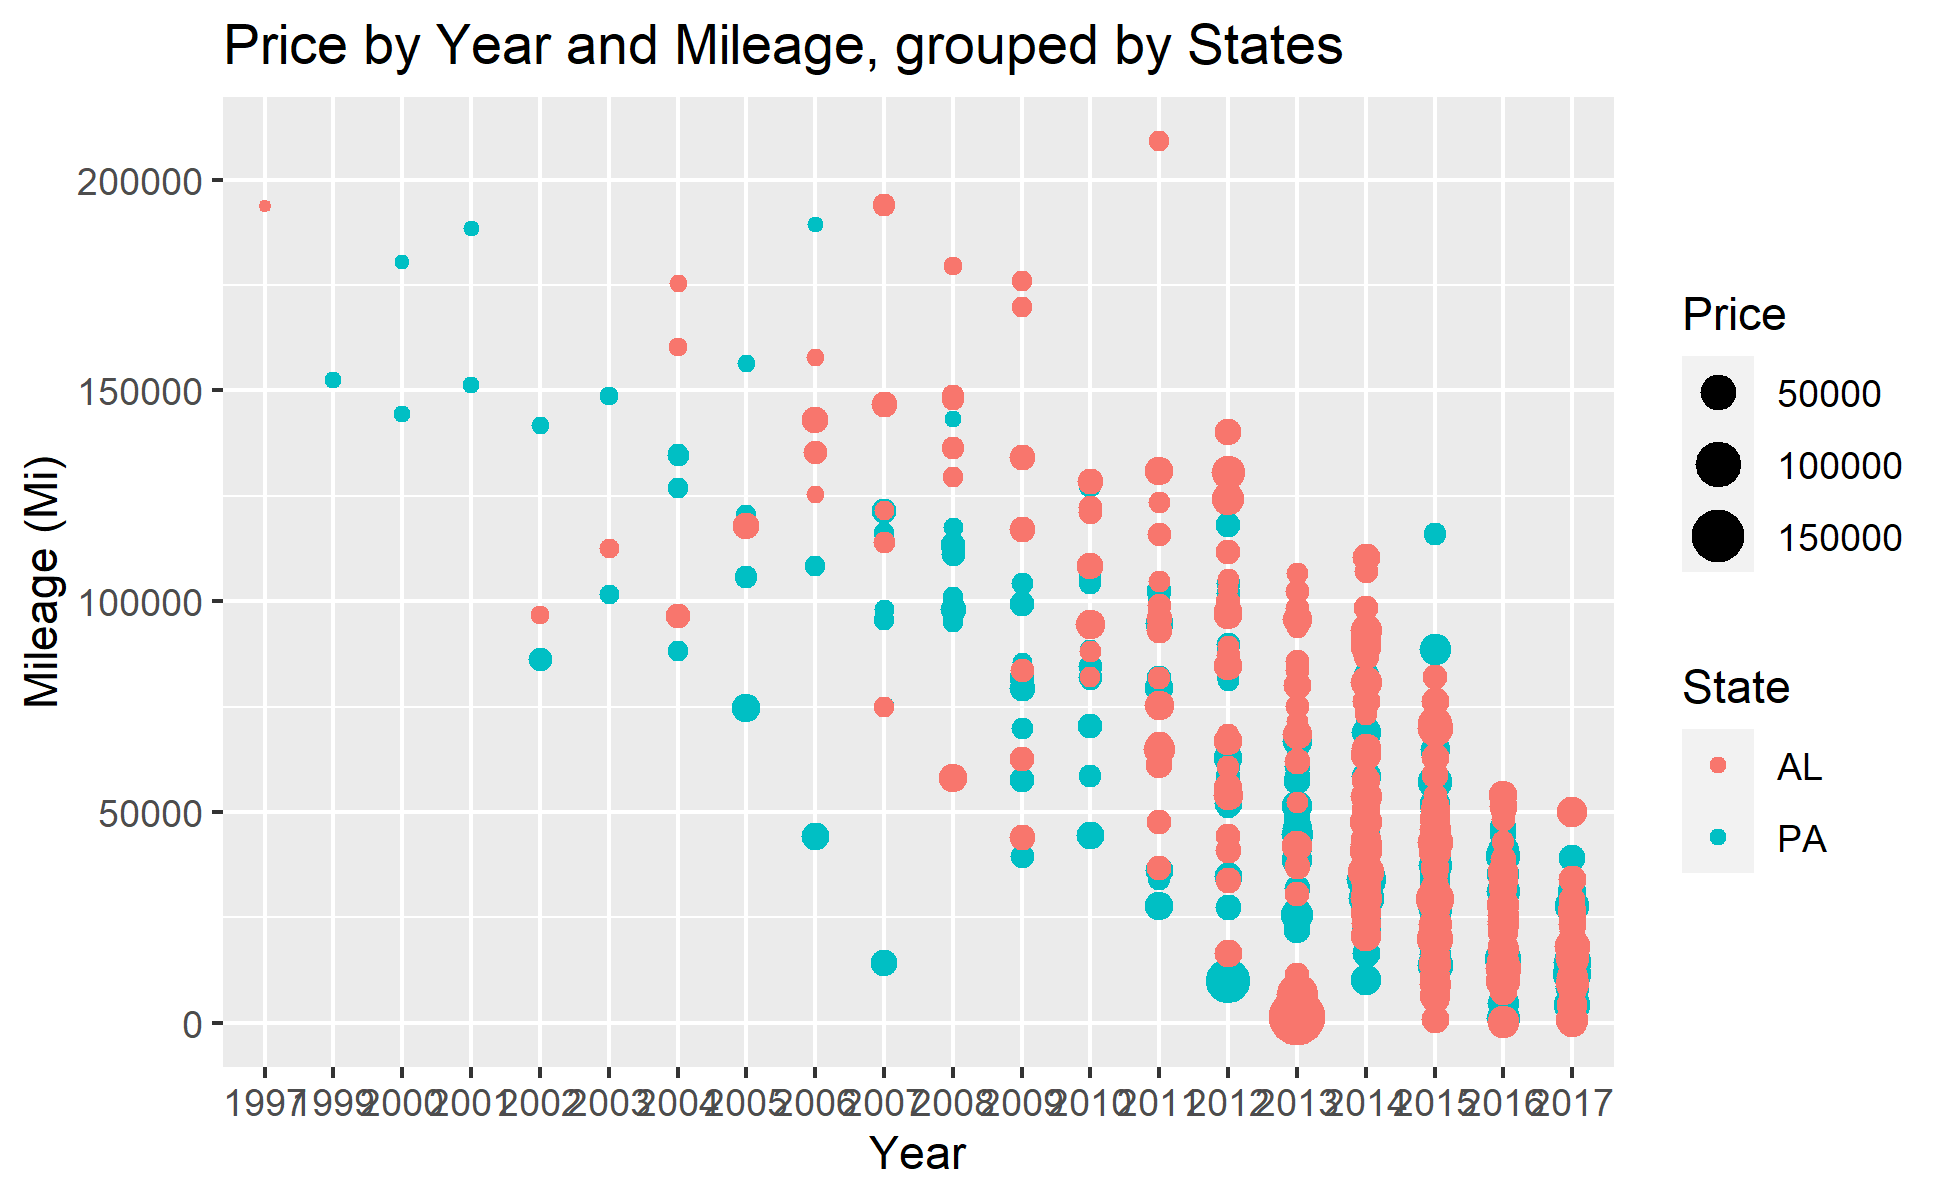 Price by Year and Mileage, grouped by States
200000
150000
100000
50000
0
Mileage (Mi)
1997 1999 2000 2001 2002 2003 2004 2005 2006 2007 2008 2009 2010 2011 2012 2013 2014 2015 2016 2017
Year
Price
50000
100000
150000
State
AL
PA